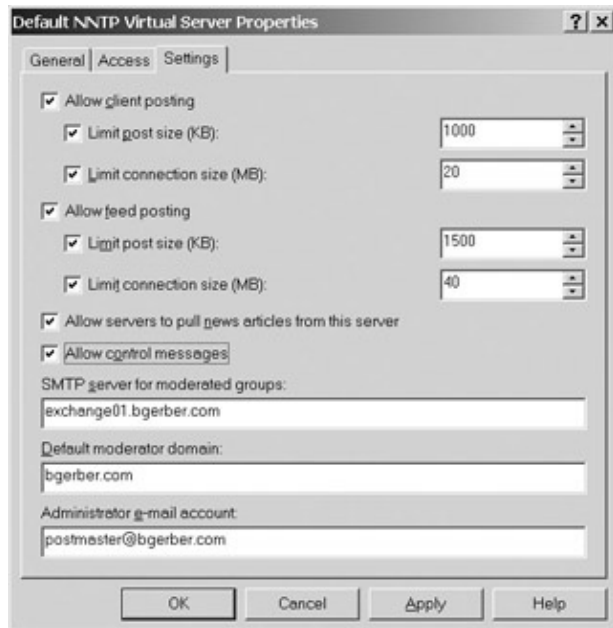 Default NNTP Virtual Server Properties
General Access Settings
Allow client posting
Limit post size (KB): 1000
Limit connection size (MB): 20
Allow feed posting
Limit post size (KB): 1500
Limit connection size (MB): 40
Allow servers to pull news articles from this server
Allow control messages
SMTP server for moderated groups:
exchange01.bgerber.com
Default moderator domain:
bgerber.com
Administrator e-mail account:
postmaster@bgerber.com
OK Cancel Apply Help